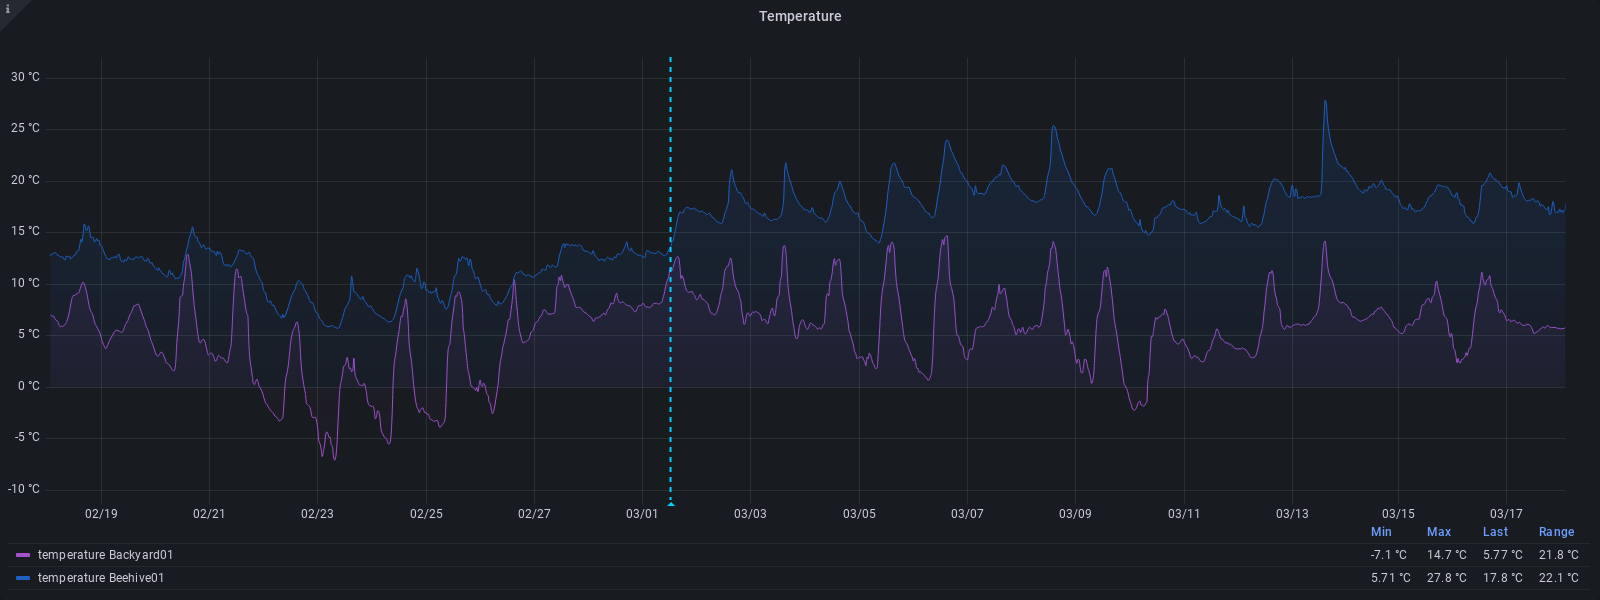 i
Temperature
30 °C
25 °C
20 °C
15 °C
10 °C
5 °C
0 °C
-5 °C
-10 °C
02/19 02/21 02/23 02/25 02/27 03/01 03/03 03/05 03/07 03/09 03/11 03/13 03/15 03/17
Min Max Last Range
temperature Backyard01 -7.1 °C 14.7 °C 5.77 °C 21.8 °C
temperature Beehive01 5.71 °C 27.8 °C 17.8 °C 22.1 °C